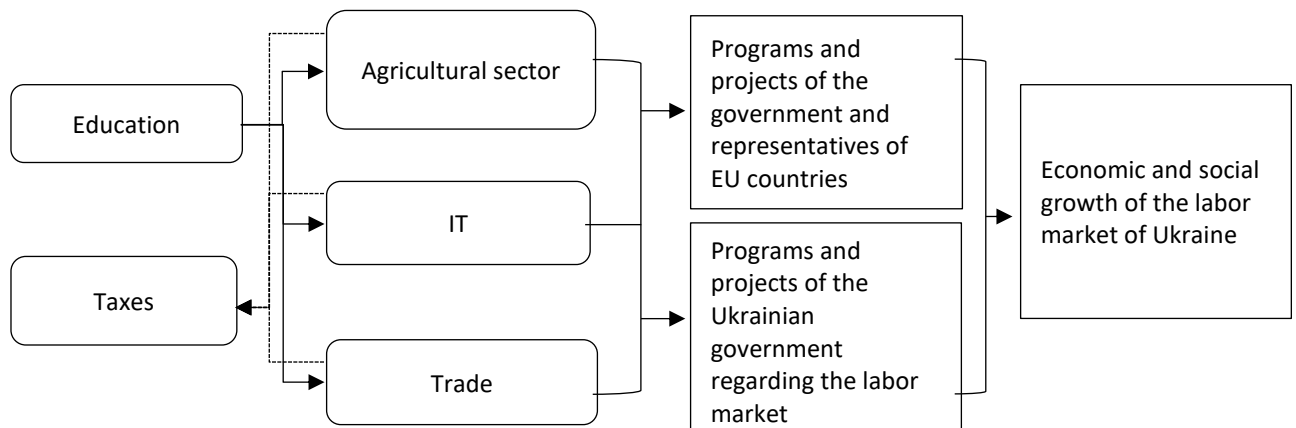 Education
Taxes
Agricultural sector
IT
Trade
Programs and
projects of the
government and
representatives of
EU countries
Programs and
projects of the
Ukrainian
government
regarding the labor
market
Economic and social
growth of the labor
market of Ukraine